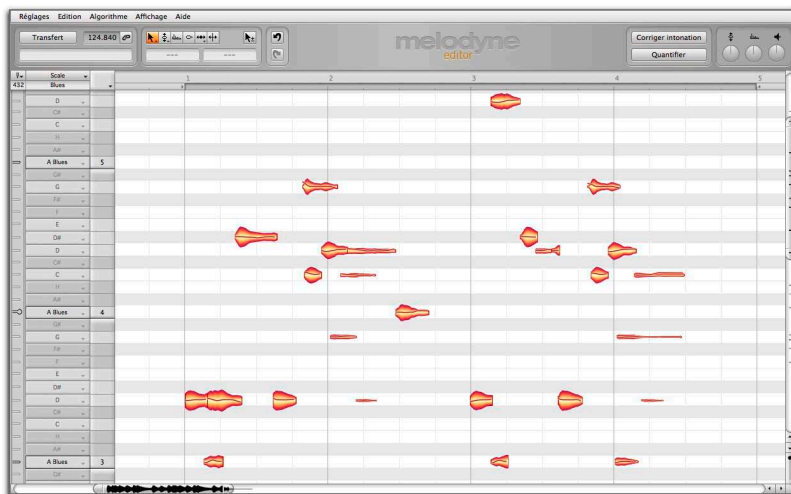 Réglages Edition Algorithme Affichage Aide
Transfert 124.840
melodyne
editor
Corriger intonation
Quantifier
--- ---
Scale
1 2 3 4 5
432 Blues
D
C#
C
H
A#
A Blues 5
G#
G
F#
F
E
D#
D
C#
C
H
A#
A Blues 4
G#
G
F#
F
E
D#
D
C#
C
H
A#
A Blues 3
G#